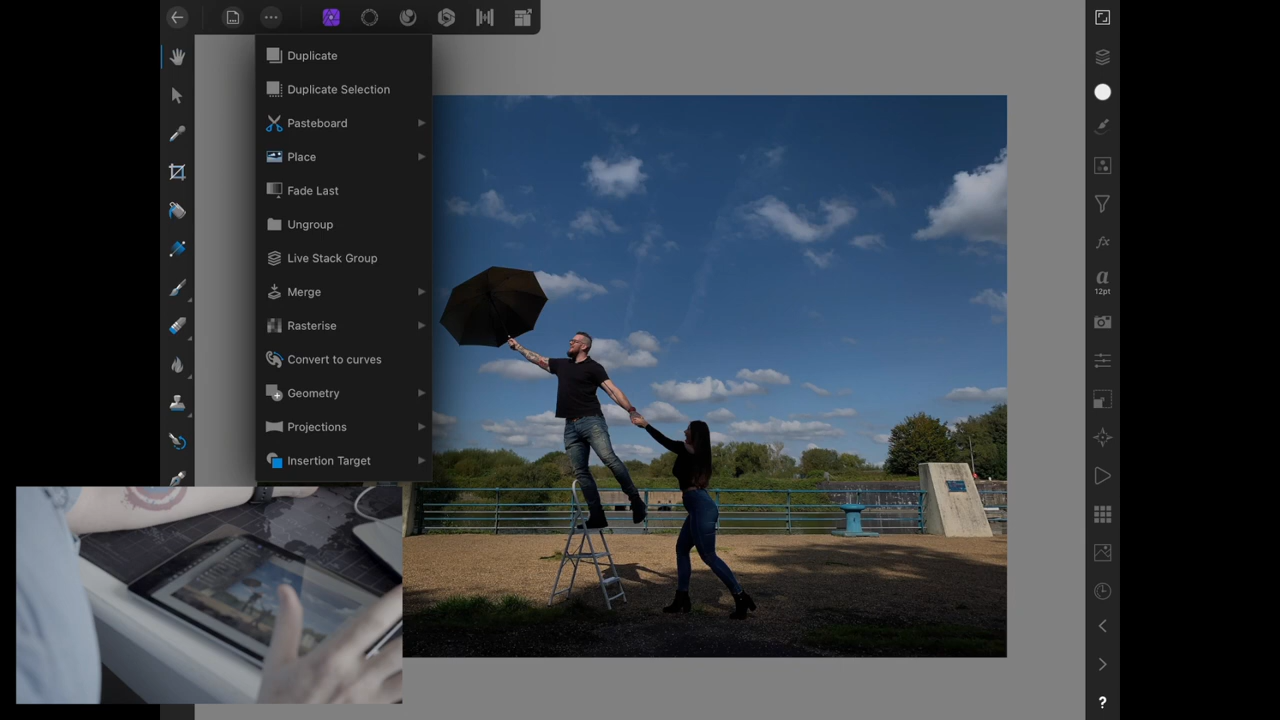 Duplicate
Duplicate Selection
Pasteboard
Place
Fade Last
Ungroup
Live Stack Group
Merge
Rasterise
Convert to curves
Geometry
Projections
Insertion Target
fx
a
12pt
?